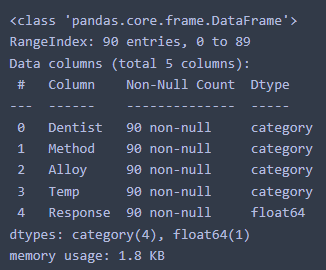 <class 'pandas.core.frame.DataFrame'>
RangeIndex: 90 entries, 0 to 89
Data columns (total 5 columns):
 #   Column    Non-Null Count  Dtype
---  ------    --------------  -----
 0   Dentist   90 non-null     category
 1   Method    90 non-null     category
 2   Alloy     90 non-null     category
 3   Temp      90 non-null     category
 4   Response  90 non-null     float64
dtypes: category(4), float64(1)
memory usage: 1.8 KB